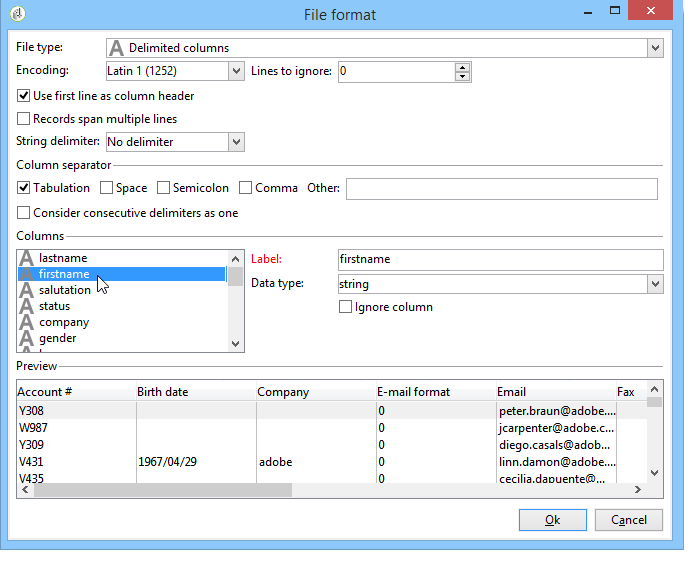 File format
File type: A Delimited columns
Encoding: Latin 1 (1252) Lines to ignore: 0
Use first line as column header
Records span multiple lines
String delimiter: No delimiter
Column separator
Tabulation Space Semicolon Comma Other:
Consider consecutive delimiters as one
Columns
A lastname Label: firstname
A firstname
A salutation Data type: string
A status Ignore column
A company
A gender
Preview
Account # Birth date Company E-mail format Email Fax
Y308 0 peter.braun@adobe....
W987 0 jcarpenter@adobe.c...
Y309 0 diego.casals@adob...
V431 1967/04/29 adobe 0 linn.damon@adobe....
V435 0 cecilia.dapuente@...
Ok Cancel